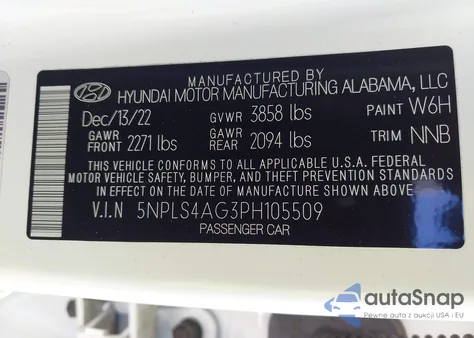 MANUFACTURED BY
HYUNDAI MOTOR MANUFACTURING ALABAMA, LLC
Dec/13/22 GVWR 3858 lbs PAINT W6H
GAWR FRONT 2271 lbs GAWR REAR 2094 lbs TRIM NNB
THIS VEHICLE CONFORMS TO ALL APPLICABLE U.S.A. FEDERAL
MOTOR VEHICLE SAFETY, BUMPER, AND THEFT PREVENTION STANDARDS
IN EFFECT ON THE DATE OF MANUFACTURE SHOWN ABOVE.
V.I.N 5NPLS4AG3PH105509
PASSENGER CAR
autoSnap
Pewne auta z aukcji USA i EU